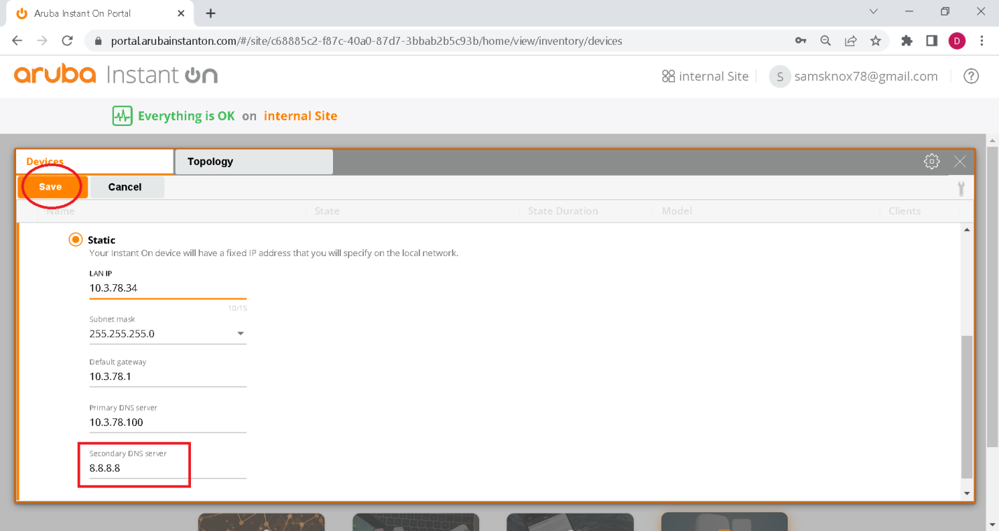 Aruba Instant On Portal
portal.arubainstanton.com/#/site/c68885c2-f87c-40a0-87d7-3bbab2b5c93b/home/view/inventory/devices
D
aruba Instant On
internal Site
S samsknox78@gmail.com
?
Everything is OK on internal Site
Devices
Topology
Save
Cancel
Name
State
State Duration
Model
Clients
Static
Your Instant On device will have a fixed IP address that you will specify on the local network.
LAN IP
10.3.78.34
10/15
Subnet mask
255.255.255.0
Default gateway
10.3.78.1
Primary DNS server
10.3.78.100
Secondary DNS server
8.8.8.8